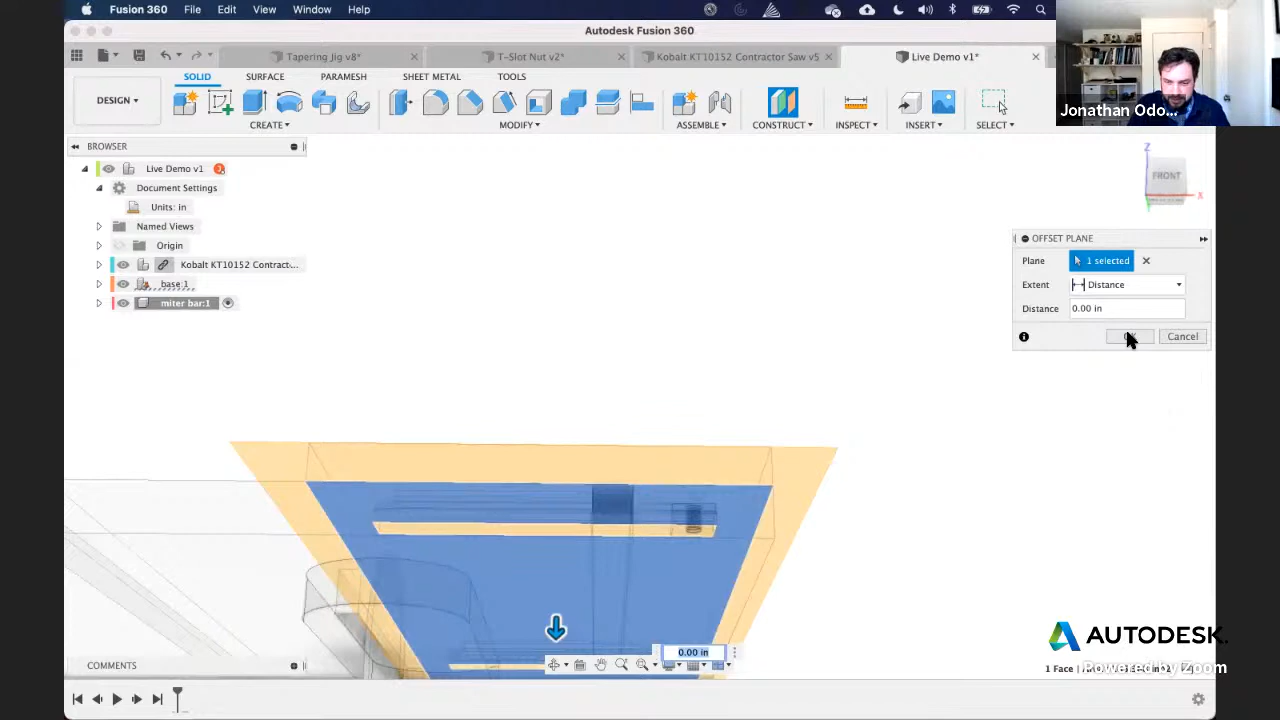 Fusion 360 File Edit View Window Help
Autodesk Fusion 360
Tapering Jig v8*
T-Slot Nut v2*
Kobalt KT10152 Contractor Saw v5
Live Demo v1*
SOLID SURFACE PARAMESH SHEET METAL TOOLS
DESIGN
CREATE MODIFY ASSEMBLE CONSTRUCT INSPECT INSERT SELECT
Jonathan Odo...
BROWSER
Live Demo v1
Document Settings
Units: in
Named Views
Origin
Kobalt KT10152 Contract...
base:1
miter bar:1
Z
FRONT
X
OFFSET PLANE
Plane 1 selected
Extent Distance
Distance 0.00 in
Cancel
0.00 in
AUTODESK.
1 Face |
Powered by Zoom
COMMENTS